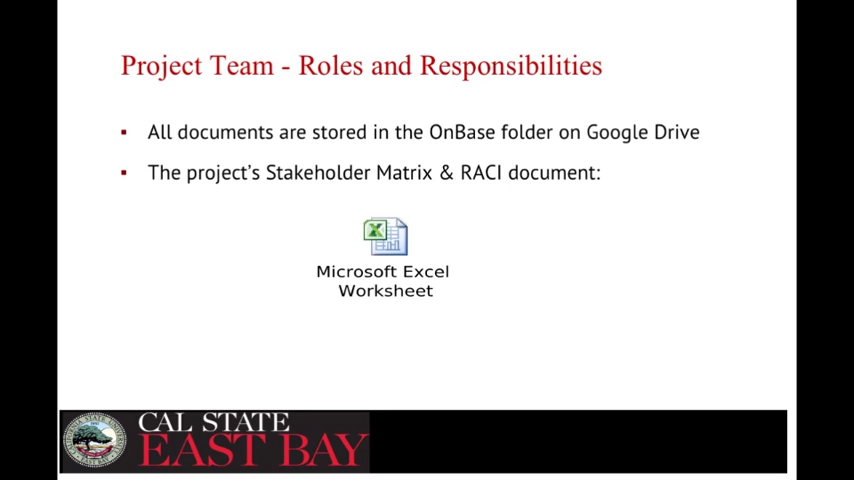 Project Team - Roles and Responsibilities
▪ All documents are stored in the OnBase folder on Google Drive
▪ The project's Stakeholder Matrix & RACI document:
Microsoft Excel
Worksheet
CAL STATE
EAST BAY